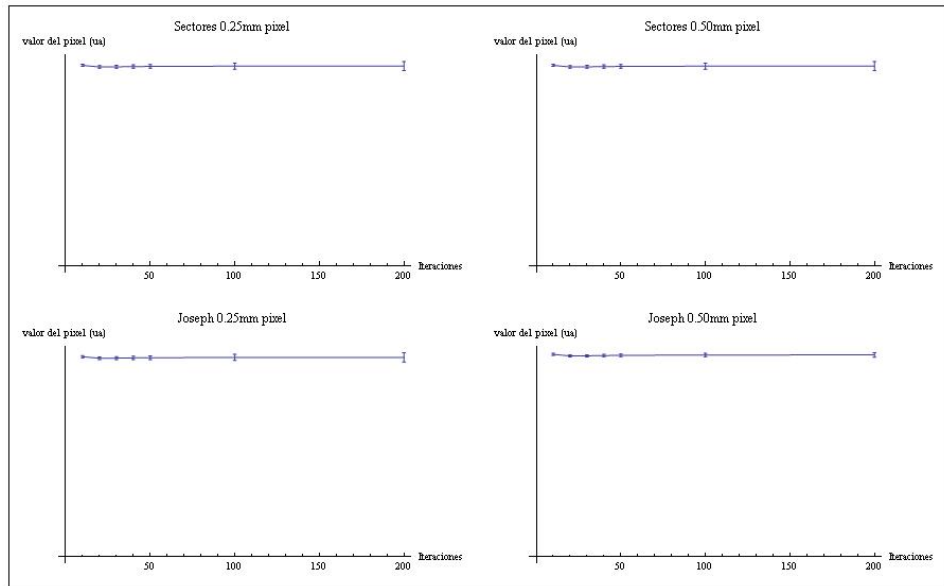 Sectores 0.25mm pixel
valor del pixel (ua)
Iteraciones
50 100 150 200
Sectores 0.50mm pixel
valor del pixel (ua)
Iteraciones
50 100 150 200
Joseph 0.25mm pixel
valor del pixel (ua)
Iteraciones
50 100 150 200
Joseph 0.50mm pixel
valor del pixel (ua)
Iteraciones
50 100 150 200